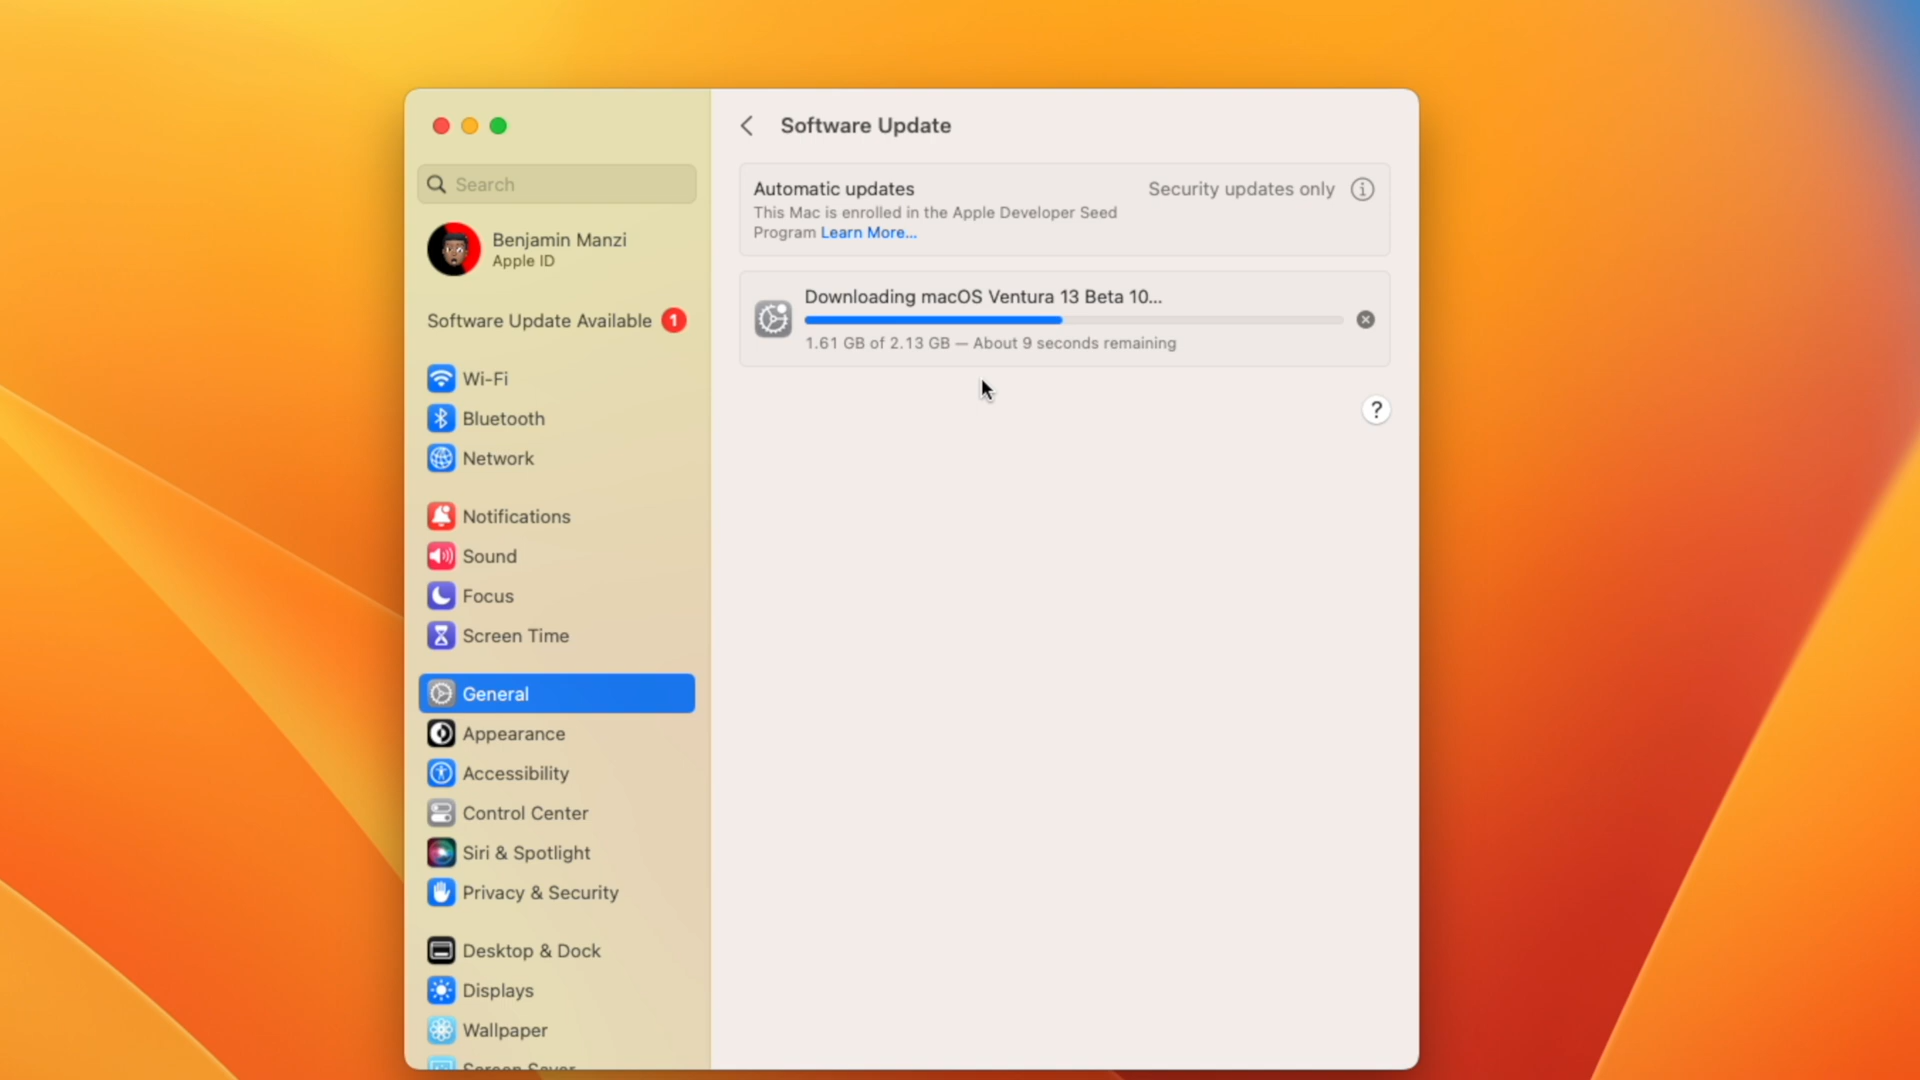 Software Update
Search
Automatic updates
Security updates only
This Mac is enrolled in the Apple Developer Seed
Program Learn More...
Benjamin Manzi
Apple ID
Downloading macOS Ventura 13 Beta 10...
1.61 GB of 2.13 GB — About 9 seconds remaining
Software Update Available 1
?
Wi-Fi
Bluetooth
Network
Notifications
Sound
Focus
Screen Time
General
Appearance
Accessibility
Control Center
Siri & Spotlight
Privacy & Security
Desktop & Dock
Displays
Wallpaper
Screen Saver